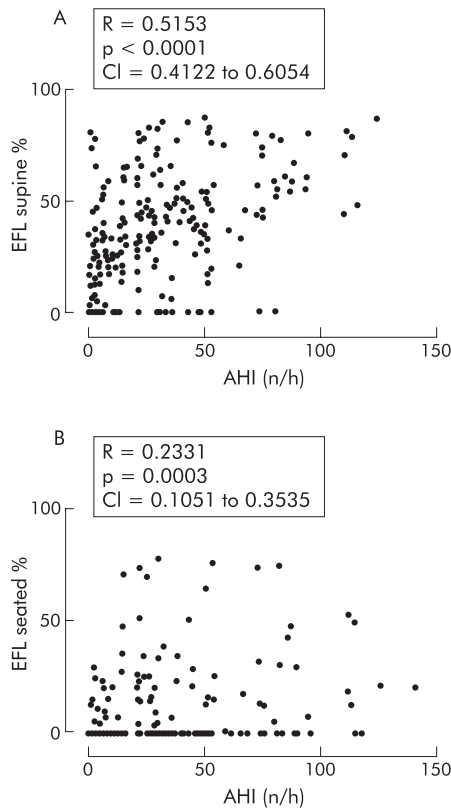 A
R = 0.5153
p < 0.0001
Cl = 0.4122 to 0.6054
100
50
0
EFL supine %
0
50
100
150
AHI (n/h)
B
R = 0.2331
p = 0.0003
Cl = 0.1051 to 0.3535
100
50
0
EFL seated %
0
50
100
150
AHI (n/h)